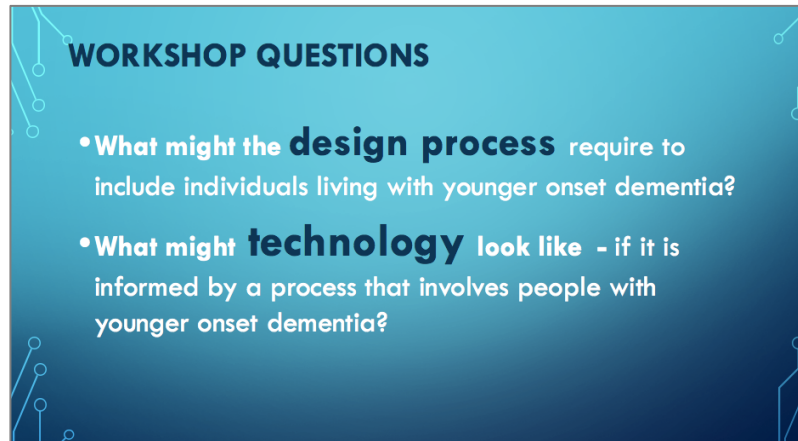 WORKSHOP QUESTIONS
•What might the design process require to
include individuals living with younger onset dementia?
•What might technology look like - if it is
informed by a process that involves people with
younger onset dementia?